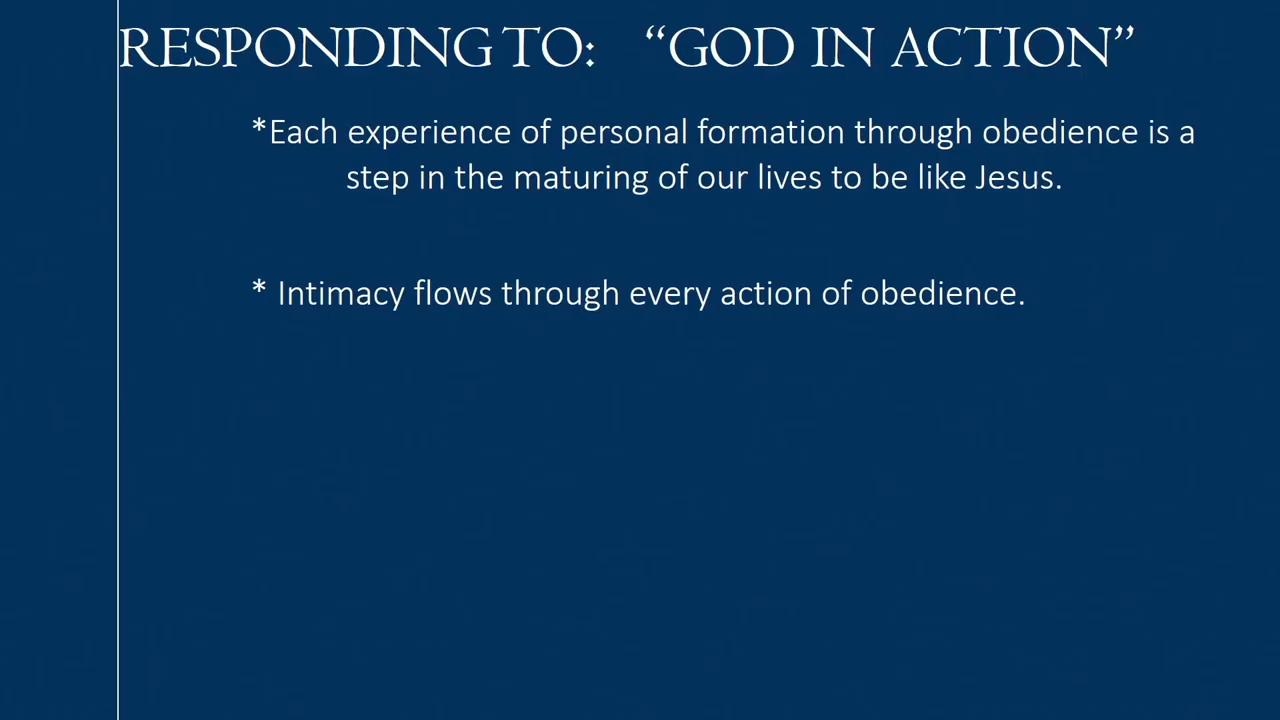 RESPONDING TO: “GOD IN ACTION”
*Each experience of personal formation through obedience is a
step in the maturing of our lives to be like Jesus.
* Intimacy flows through every action of obedience.